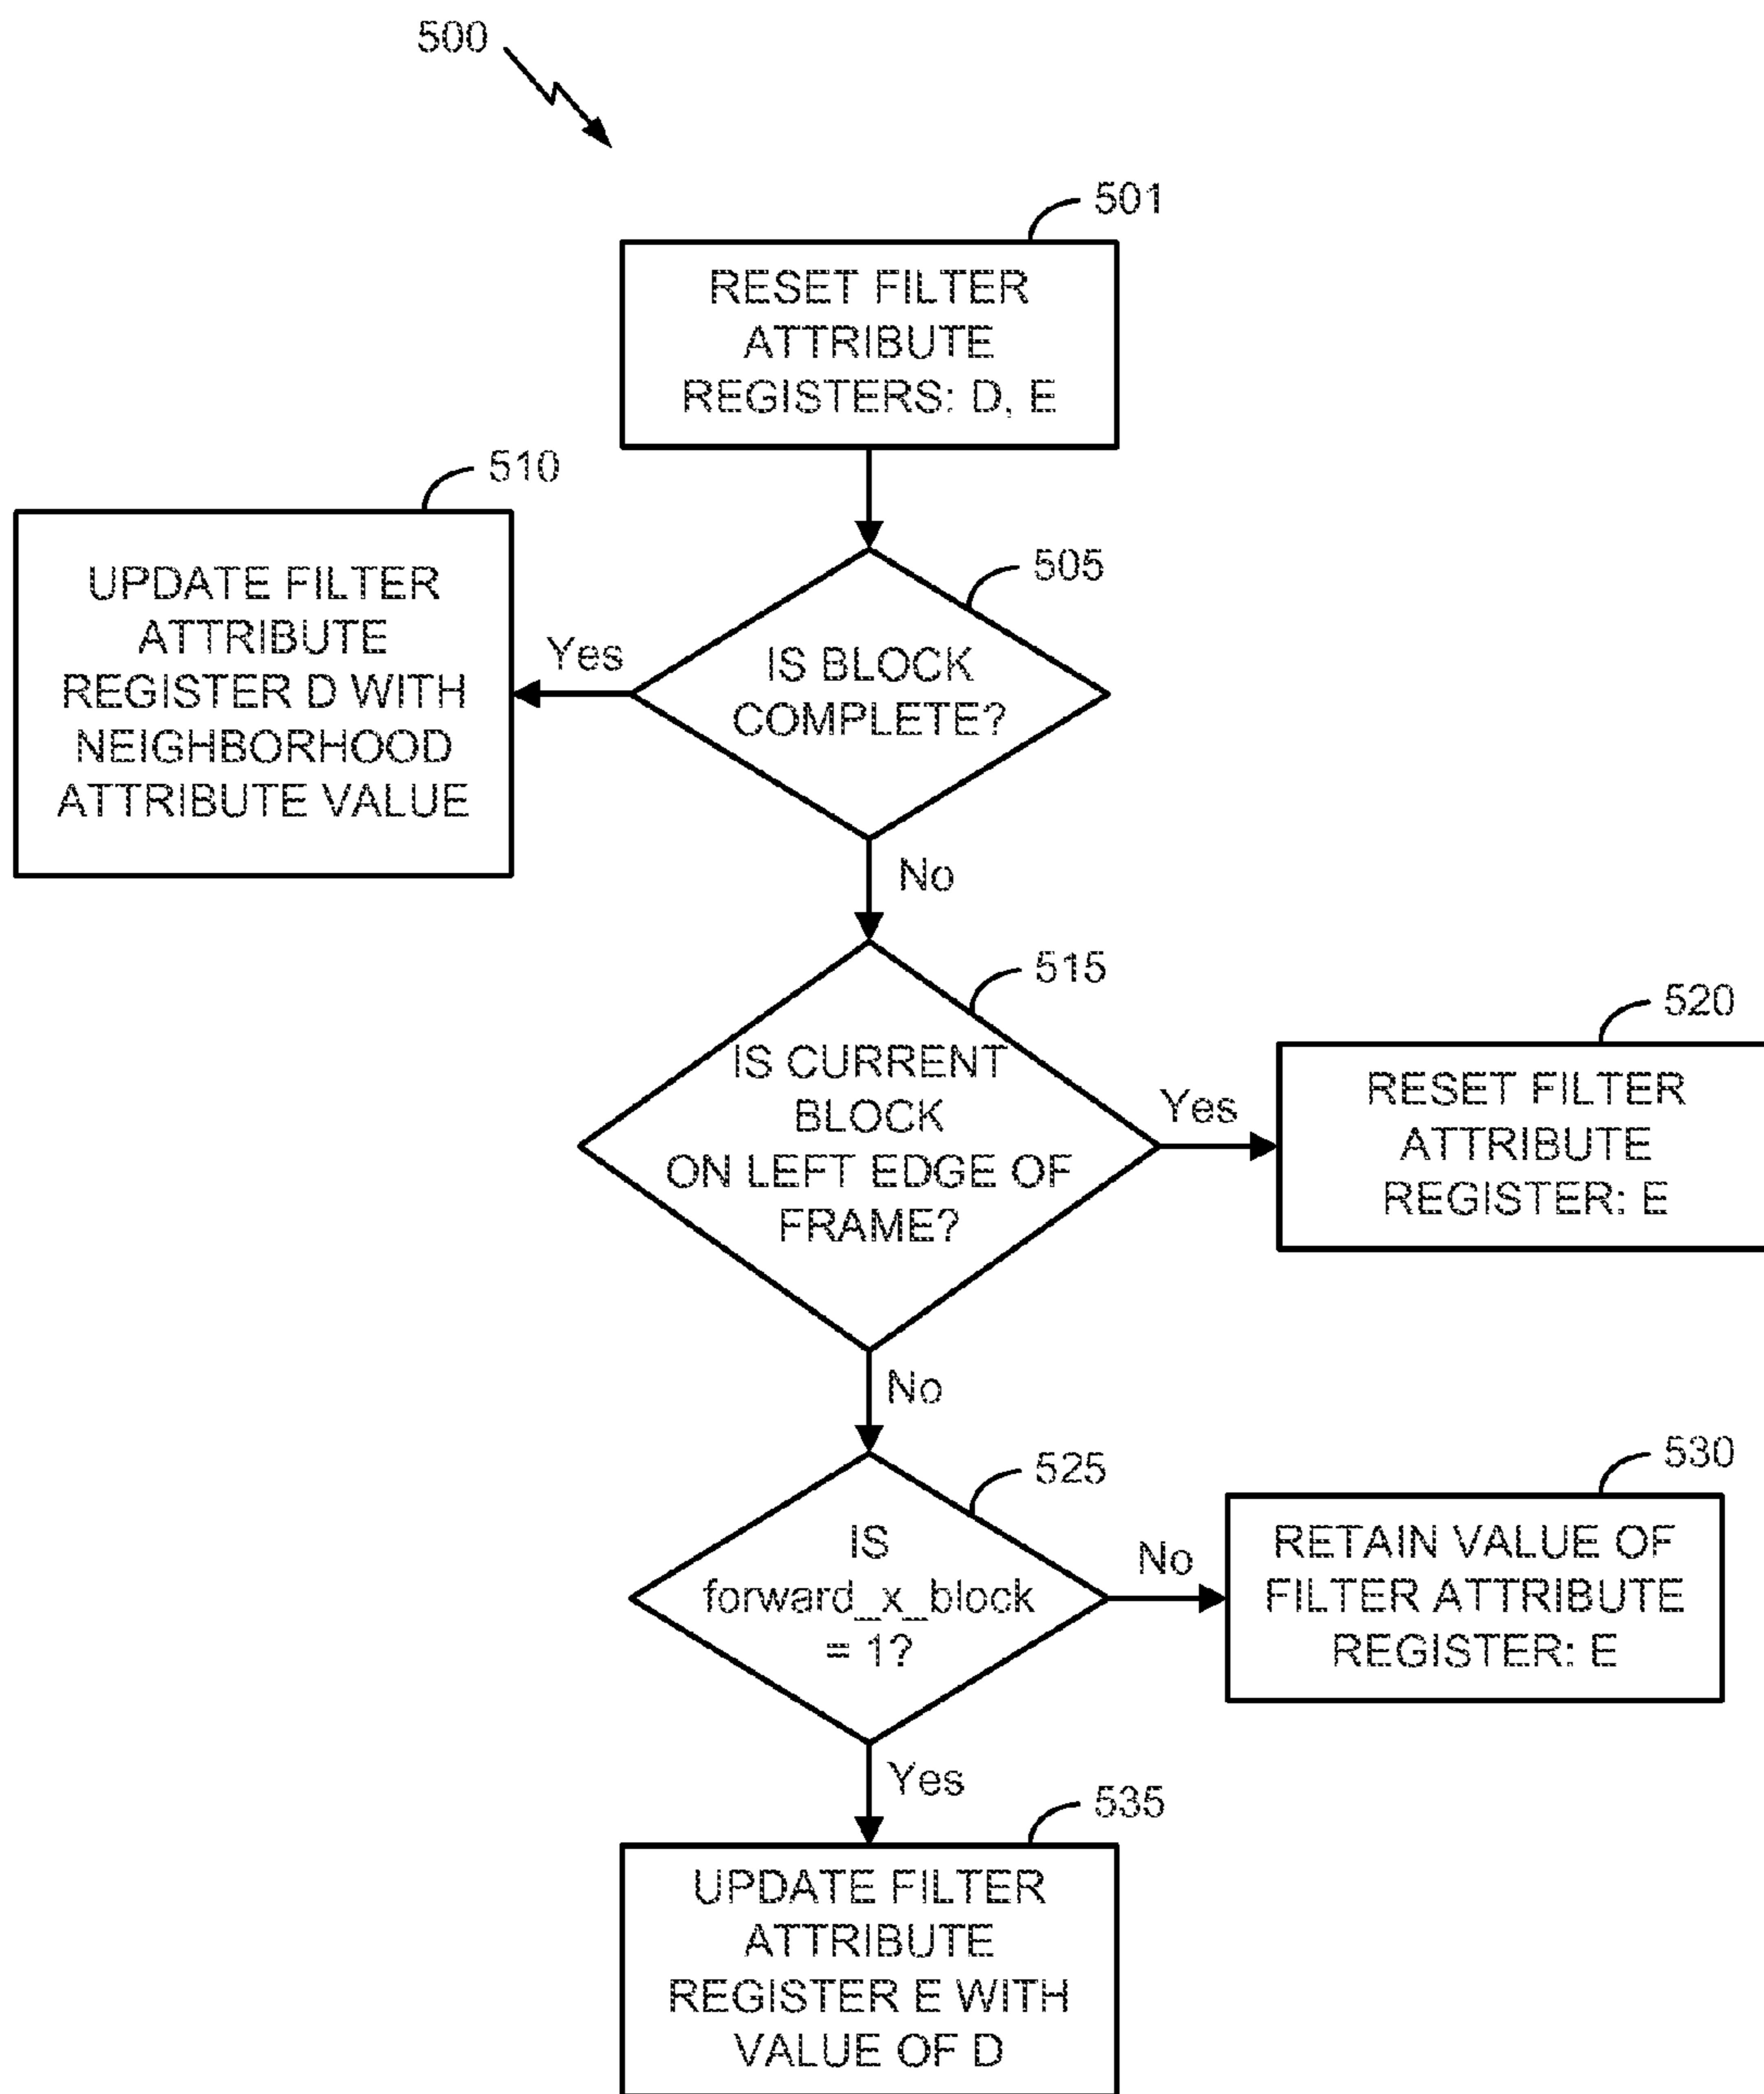 500
501
RESET FILTER
ATTRIBUTE
REGISTERS: D, E
510
UPDATE FILTER
ATTRIBUTE
REGISTER D WITH
NEIGHBORHOOD
ATTRIBUTE VALUE
Yes
505
IS BLOCK
COMPLETE?
No
515
IS CURRENT
BLOCK
ON LEFT EDGE OF
FRAME?
Yes
520
RESET FILTER
ATTRIBUTE
REGISTER: E
No
525
IS
forward_x_block
= 1?
No
530
RETAIN VALUE OF
FILTER ATTRIBUTE
REGISTER: E
Yes
535
UPDATE FILTER
ATTRIBUTE
REGISTER E WITH
VALUE OF D